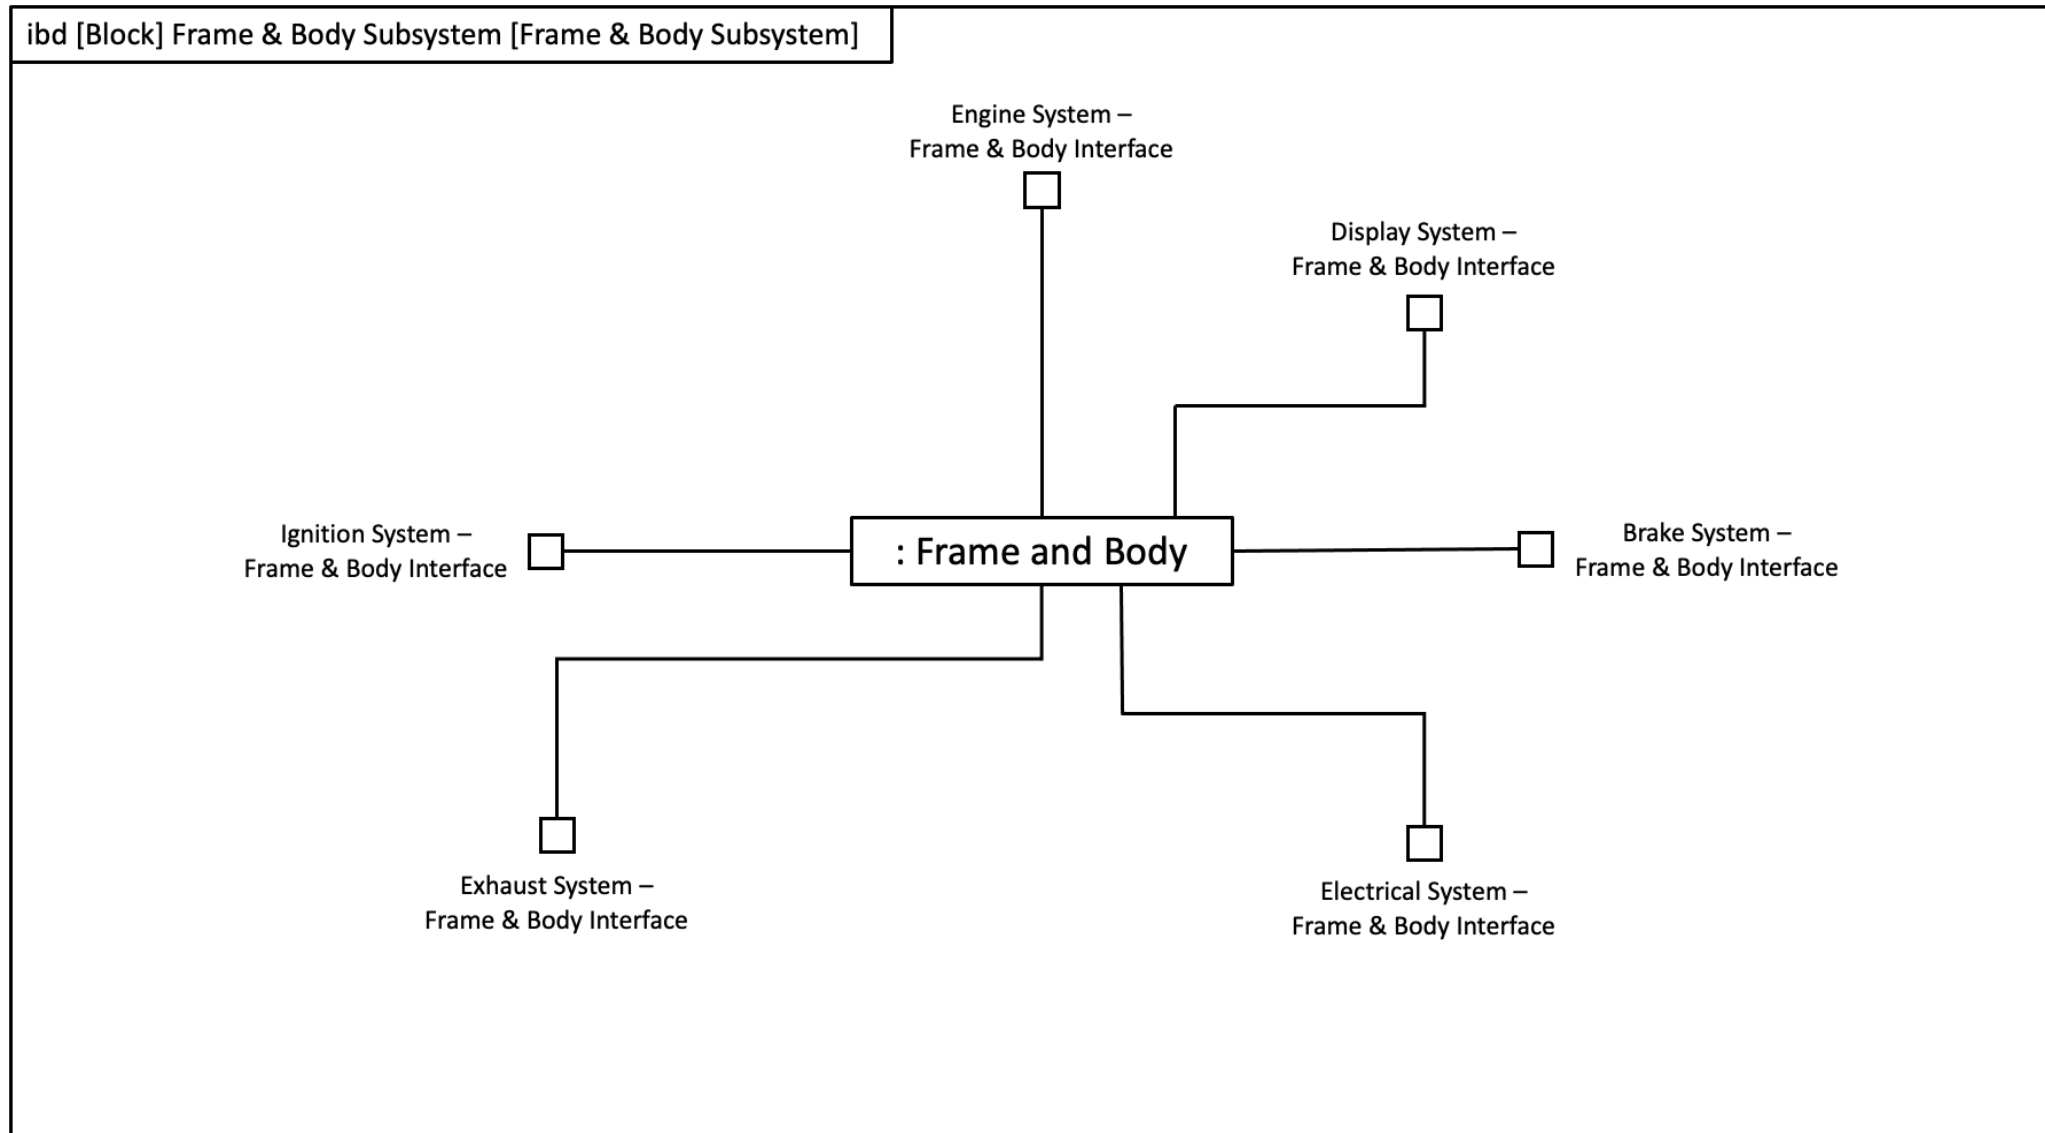 ibd [Block] Frame & Body Subsystem [Frame & Body Subsystem]
Engine System –
Frame & Body Interface
Display System –
Frame & Body Interface
Ignition System –
Frame & Body Interface
: Frame and Body
Brake System –
Frame & Body Interface
Exhaust System –
Frame & Body Interface
Electrical System –
Frame & Body Interface